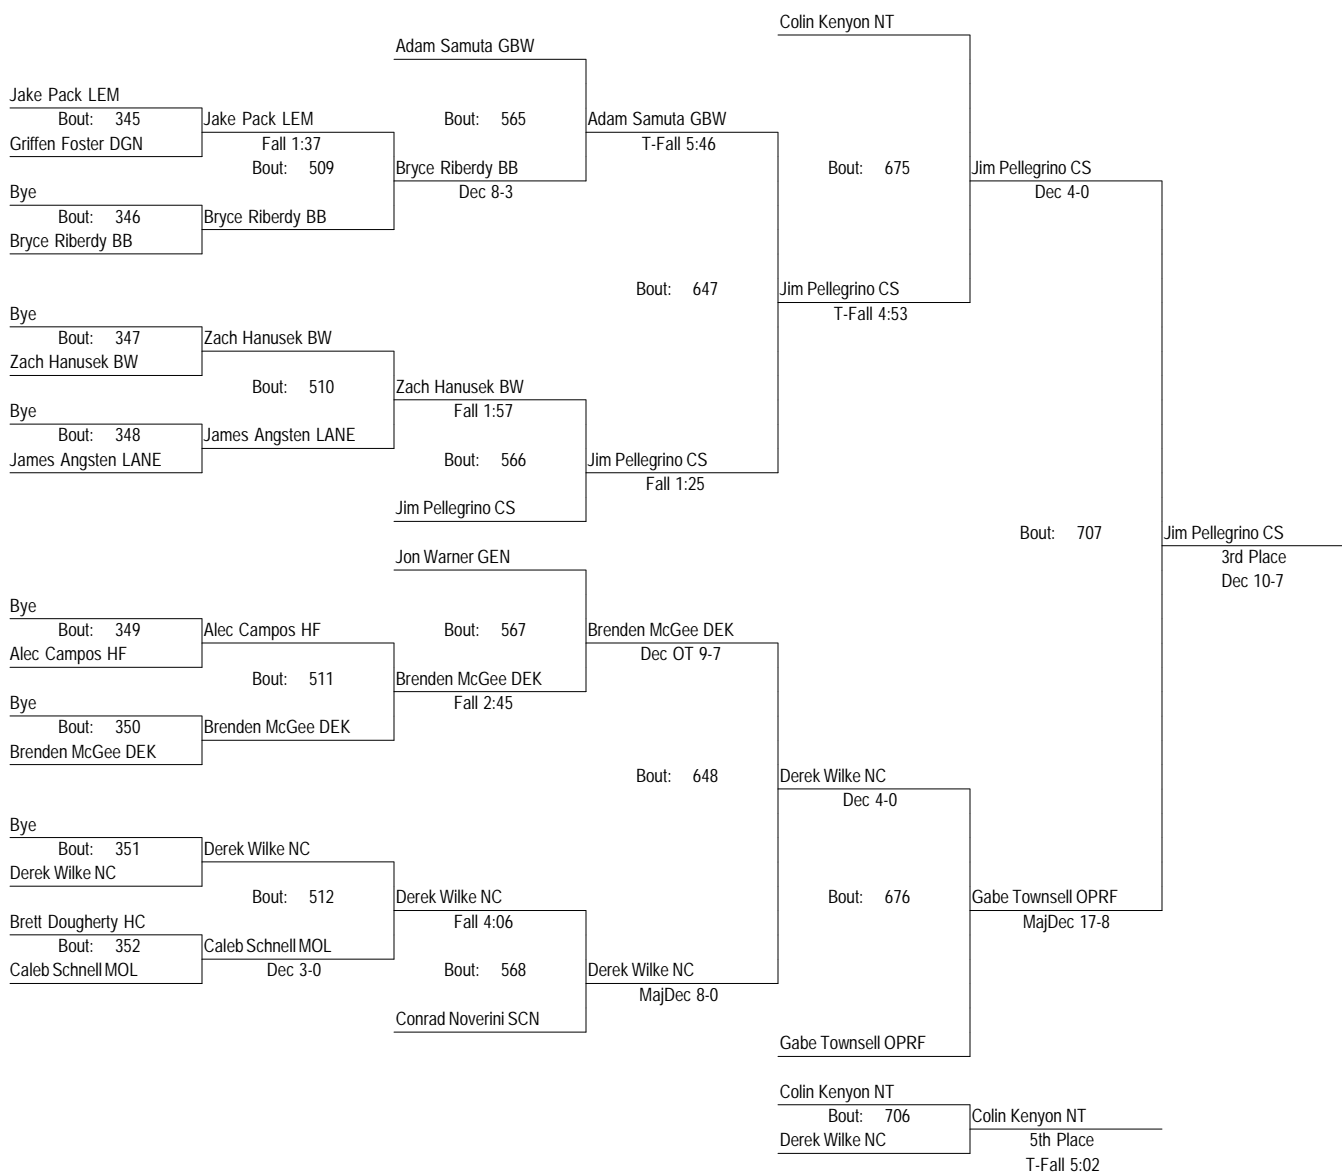 Colin Kenyon NT
Adam Samuta GBW
Jake Pack LEM
Bout: 345
Jake Pack LEM
Bout: 565
Adam Samuta GBW
Griffen Foster DGN
Fall 1:37
T-Fall 5:46
Bout: 509
Bryce Riberdy BB
Bout: 675
Jim Pellegrino CS
Bye
Dec 8-3
Dec 4-0
Bout: 346
Bryce Riberdy BB
Bryce Riberdy BB
Bout: 647
Jim Pellegrino CS
Bye
T-Fall 4:53
Bout: 347
Zach Hanusek BW
Zach Hanusek BW
Bout: 510
Zach Hanusek BW
Bye
Fall 1:57
Bout: 348
James Angsten LANE
James Angsten LANE
Bout: 566
Jim Pellegrino CS
Fall 1:25
Jim Pellegrino CS
Bout: 707
Jim Pellegrino CS
Jon Warner GEN
3rd Place
Dec 10-7
Bye
Bout: 349
Alec Campos HF
Bout: 567
Brenden McGee DEK
Alec Campos HF
Dec OT 9-7
Bout: 511
Brenden McGee DEK
Bye
Fall 2:45
Bout: 350
Brenden McGee DEK
Brenden McGee DEK
Bout: 648
Derek Wilke NC
Dec 4-0
Bye
Bout: 351
Derek Wilke NC
Derek Wilke NC
Bout: 512
Derek Wilke NC
Bout: 676
Gabe Townsell OPRF
Brett Dougherty HC
Fall 4:06
MajDec 17-8
Bout: 352
Caleb Schnell MOL
Caleb Schnell MOL
Dec 3-0
Bout: 568
Derek Wilke NC
MajDec 8-0
Conrad Noverini SCN
Gabe Townsell OPRF
Colin Kenyon NT
Bout: 706
Colin Kenyon NT
Derek Wilke NC
5th Place
T-Fall 5:02